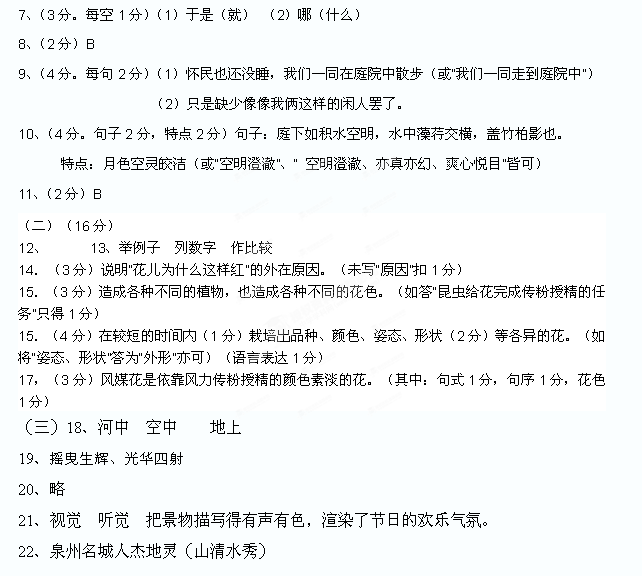 7、（3分。每空1分）（1）于是（就） （2）哪（什么）
8、（2分）B
9、（4分。每句2分）（1）怀民也还没睡，我们一同在庭院中散步（或"我们一同走到庭院中"）
（2）只是缺少像像我俩这样的闲人罢了。
10、（4分。句子2分，特点2分）句子：庭下如积水空明，水中藻荇交横，盖竹柏影也。
特点：月色空灵皎洁（或"空明澄澈"、" 空明澄澈、亦真亦幻、爽心悦目"皆可）
11、（2分）B
（二）（16分）
12、 13、举例子 列数字 作比较
14．（3分）说明"花儿为什么这样红"的外在原因。（未写"原因"扣1分）
15．（3分）造成各种不同的植物，也造成各种不同的花色。（如答"昆虫给花完成传粉授精的任
务"只得1分）
15．（4分）在较短的时间内（1分）栽培出品种、颜色、姿态、形状（2分）等各异的花。（如
将"姿态、形状"答为"外形"亦可）（语言表达1分）
17，（3分）风媒花是依靠风力传粉授精的颜色素淡的花。（其中：句式1分，句序1分，花色
1分）
（三）18、河中 空中 地上
19、摇曳生辉、光华四射
20、略
21、视觉 听觉 把景物描写得有声有色，渲染了节日的欢乐气氛。
22、泉州名城人杰地灵（山清水秀）